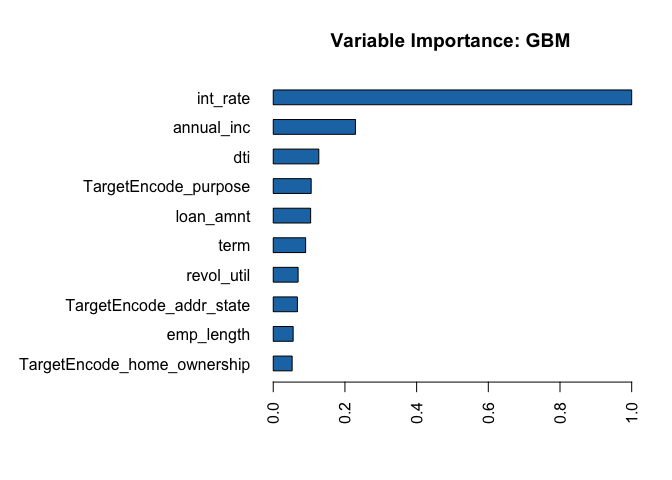 Variable Importance: GBM
int_rate
annual_inc
dti
TargetEncode_purpose
loan_amnt
term
revol_util
TargetEncode_addr_state
emp_length
TargetEncode_home_ownership
0.0 0.2 0.4 0.6 0.8 1.0